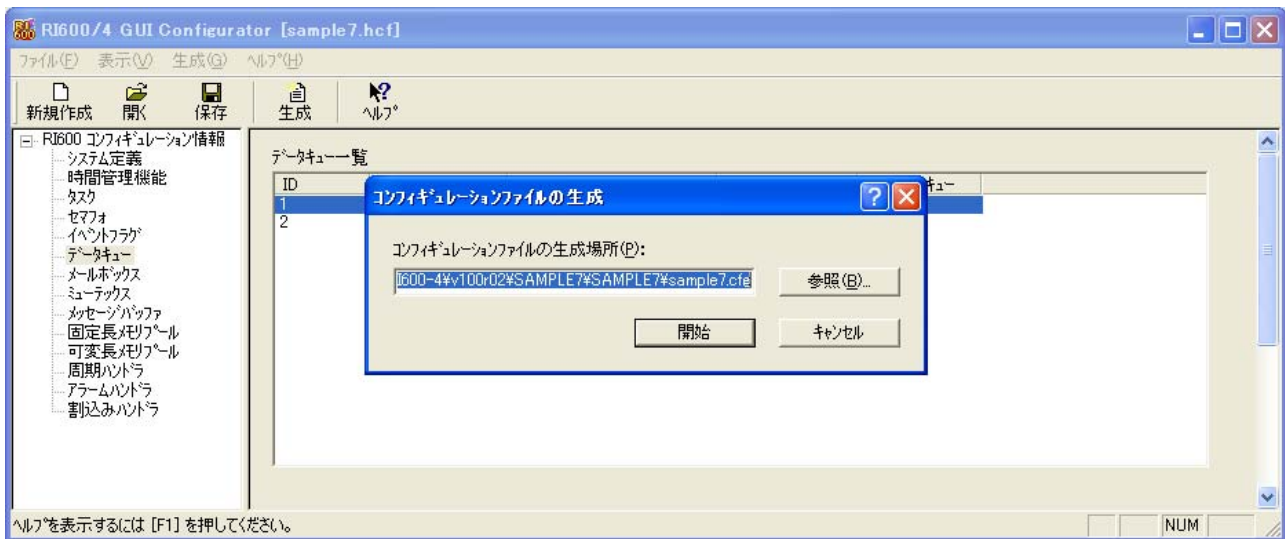 RI600/4 GUI Configurator [sample7.hcf]
ファイル(F) 表示(V) 生成(G) ヘルプ(H)
新規作成 開く 保存 生成 ヘルプ
RI600 コンフィギュレーション情報
システム定義
時間管理機能
タスク
セマフォ
イベントフラグ
データキュー
メールボックス
ミューテックス
メッセージバッファ
固定長メモリプール
可変長メモリプール
周期ハンドラ
アラームハンドラ
割込みハンドラ
データキュー一覧
ID
1
2
コンフィギュレーションファイルの生成
コンフィギュレーションファイルの生成場所(P):
I600-4¥v100r02¥SAMPLE7¥SAMPLE7¥sample7.cfg
参照(B)...
開始 キャンセル
ヘルプを表示するには [F1] を押してください。
NUM